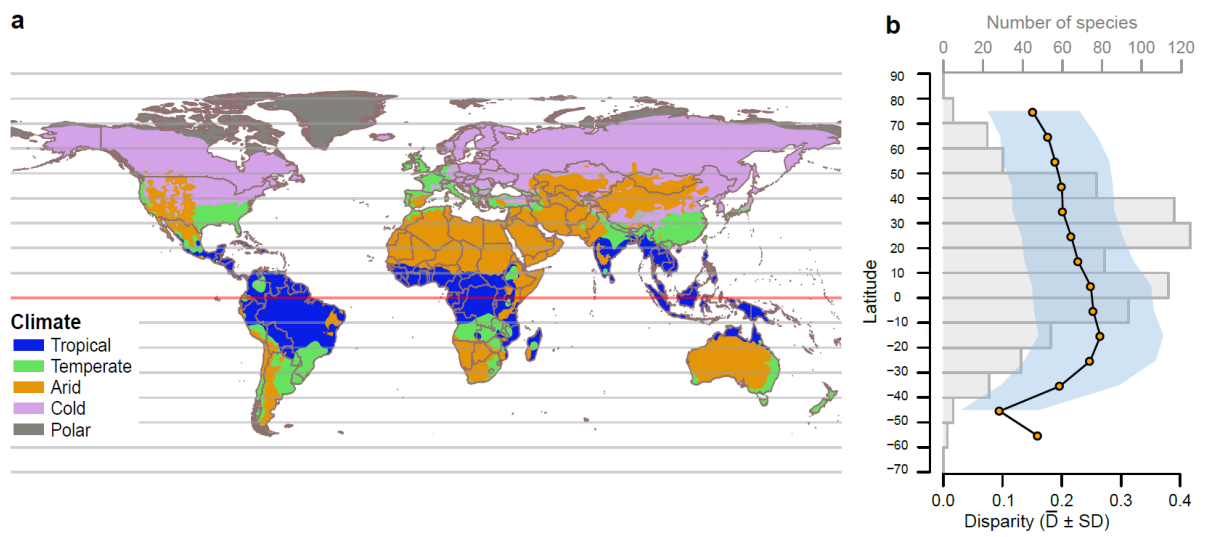 a
Climate
Tropical
Temperate
Arid
Cold
Polar
b
Number of species
0 20 40 60 80 100 120
Latitude
90
80
70
60
50
40
30
20
10
0
−10
−20
−30
−40
−50
−60
−70
0.0 0.1 0.2 0.3 0.4
Disparity (D̅ ± SD)